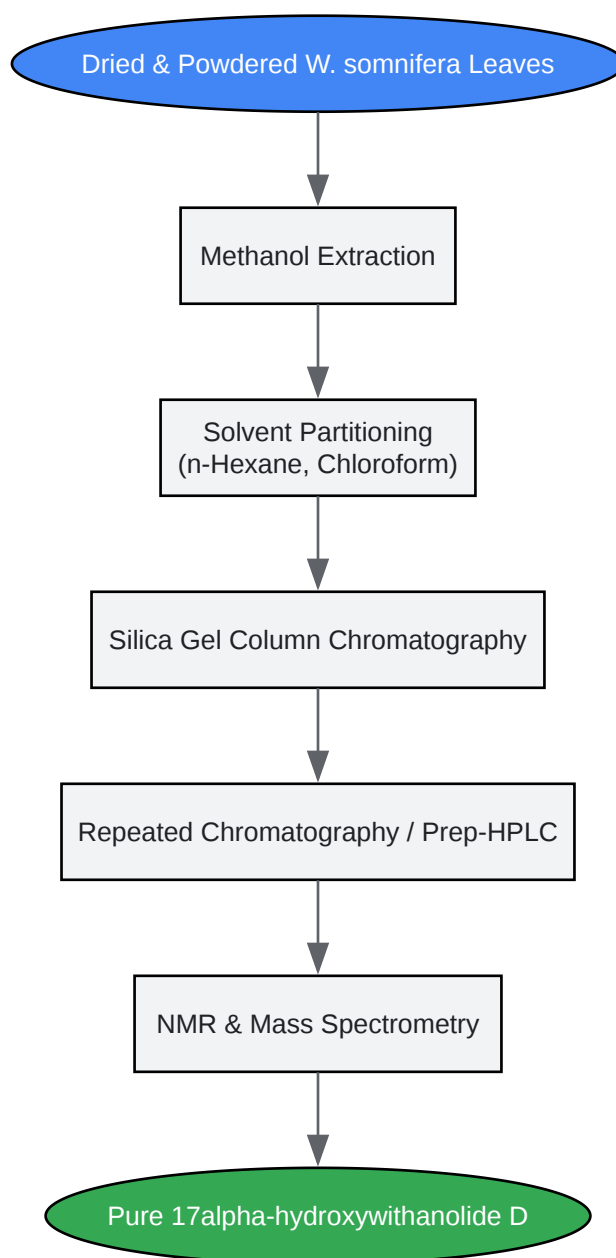 Dried & Powdered W. somnifera Leaves
Methanol Extraction
Solvent Partitioning
(n-Hexane, Chloroform)
Silica Gel Column Chromatography
Repeated Chromatography / Prep-HPLC
NMR & Mass Spectrometry
Pure 17alpha-hydroxywithanolide D